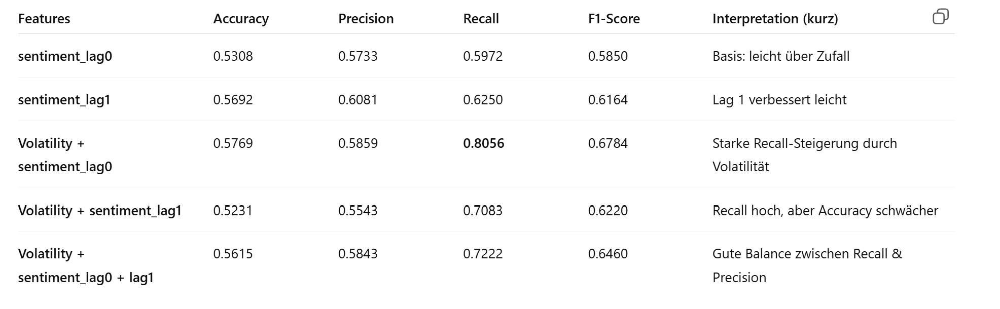 Features Accuracy Precision Recall F1-Score Interpretation (kurz)
sentiment_lag0 0.5308 0.5733 0.5972 0.5850 Basis: leicht über Zufall
sentiment_lag1 0.5692 0.6081 0.6250 0.6164 Lag 1 verbessert leicht
Volatility + 0.5769 0.5859 0.8056 0.6784 Starke Recall-Steigerung durch
sentiment_lag0 Volatilität
Volatility + sentiment_lag1 0.5231 0.5543 0.7083 0.6220 Recall hoch, aber Accuracy schwächer
Volatility + 0.5615 0.5843 0.7222 0.6460 Gute Balance zwischen Recall &
sentiment_lag0 + lag1 Precision